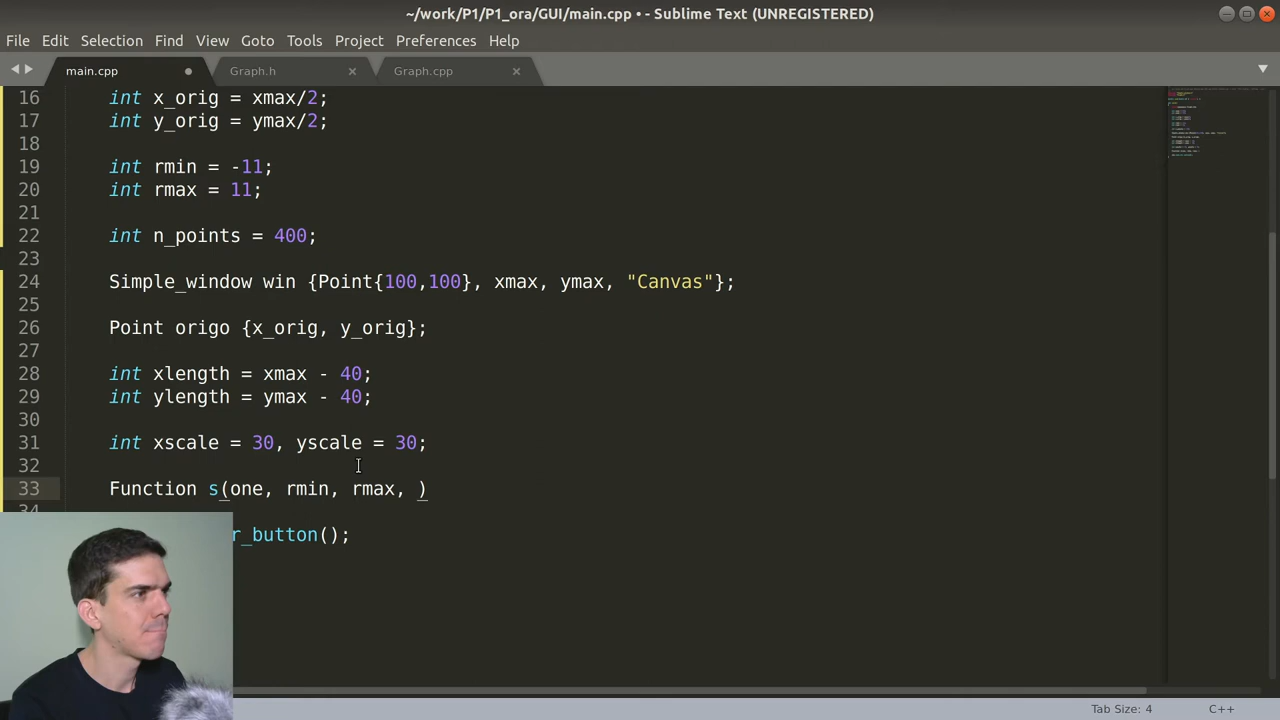 ~/work/P1/P1_ora/GUI/main.cpp • - Sublime Text (UNREGISTERED)
File Edit Selection Find View Goto Tools Project Preferences Help
main.cpp Graph.h Graph.cpp
16 int x_orig = xmax/2;
17 int y_orig = ymax/2;
18
19 int rmin = -11;
20 int rmax = 11;
21
22 int n_points = 400;
23
24 Simple_window win {Point{100,100}, xmax, ymax, "Canvas"};
25
26 Point origo {x_orig, y_orig};
27
28 int xlength = xmax - 40;
29 int ylength = ymax - 40;
30
31 int xscale = 30, yscale = 30;
32
33 Function s(one, rmin, rmax, )
34
r_button();
Tab Size: 4 C++